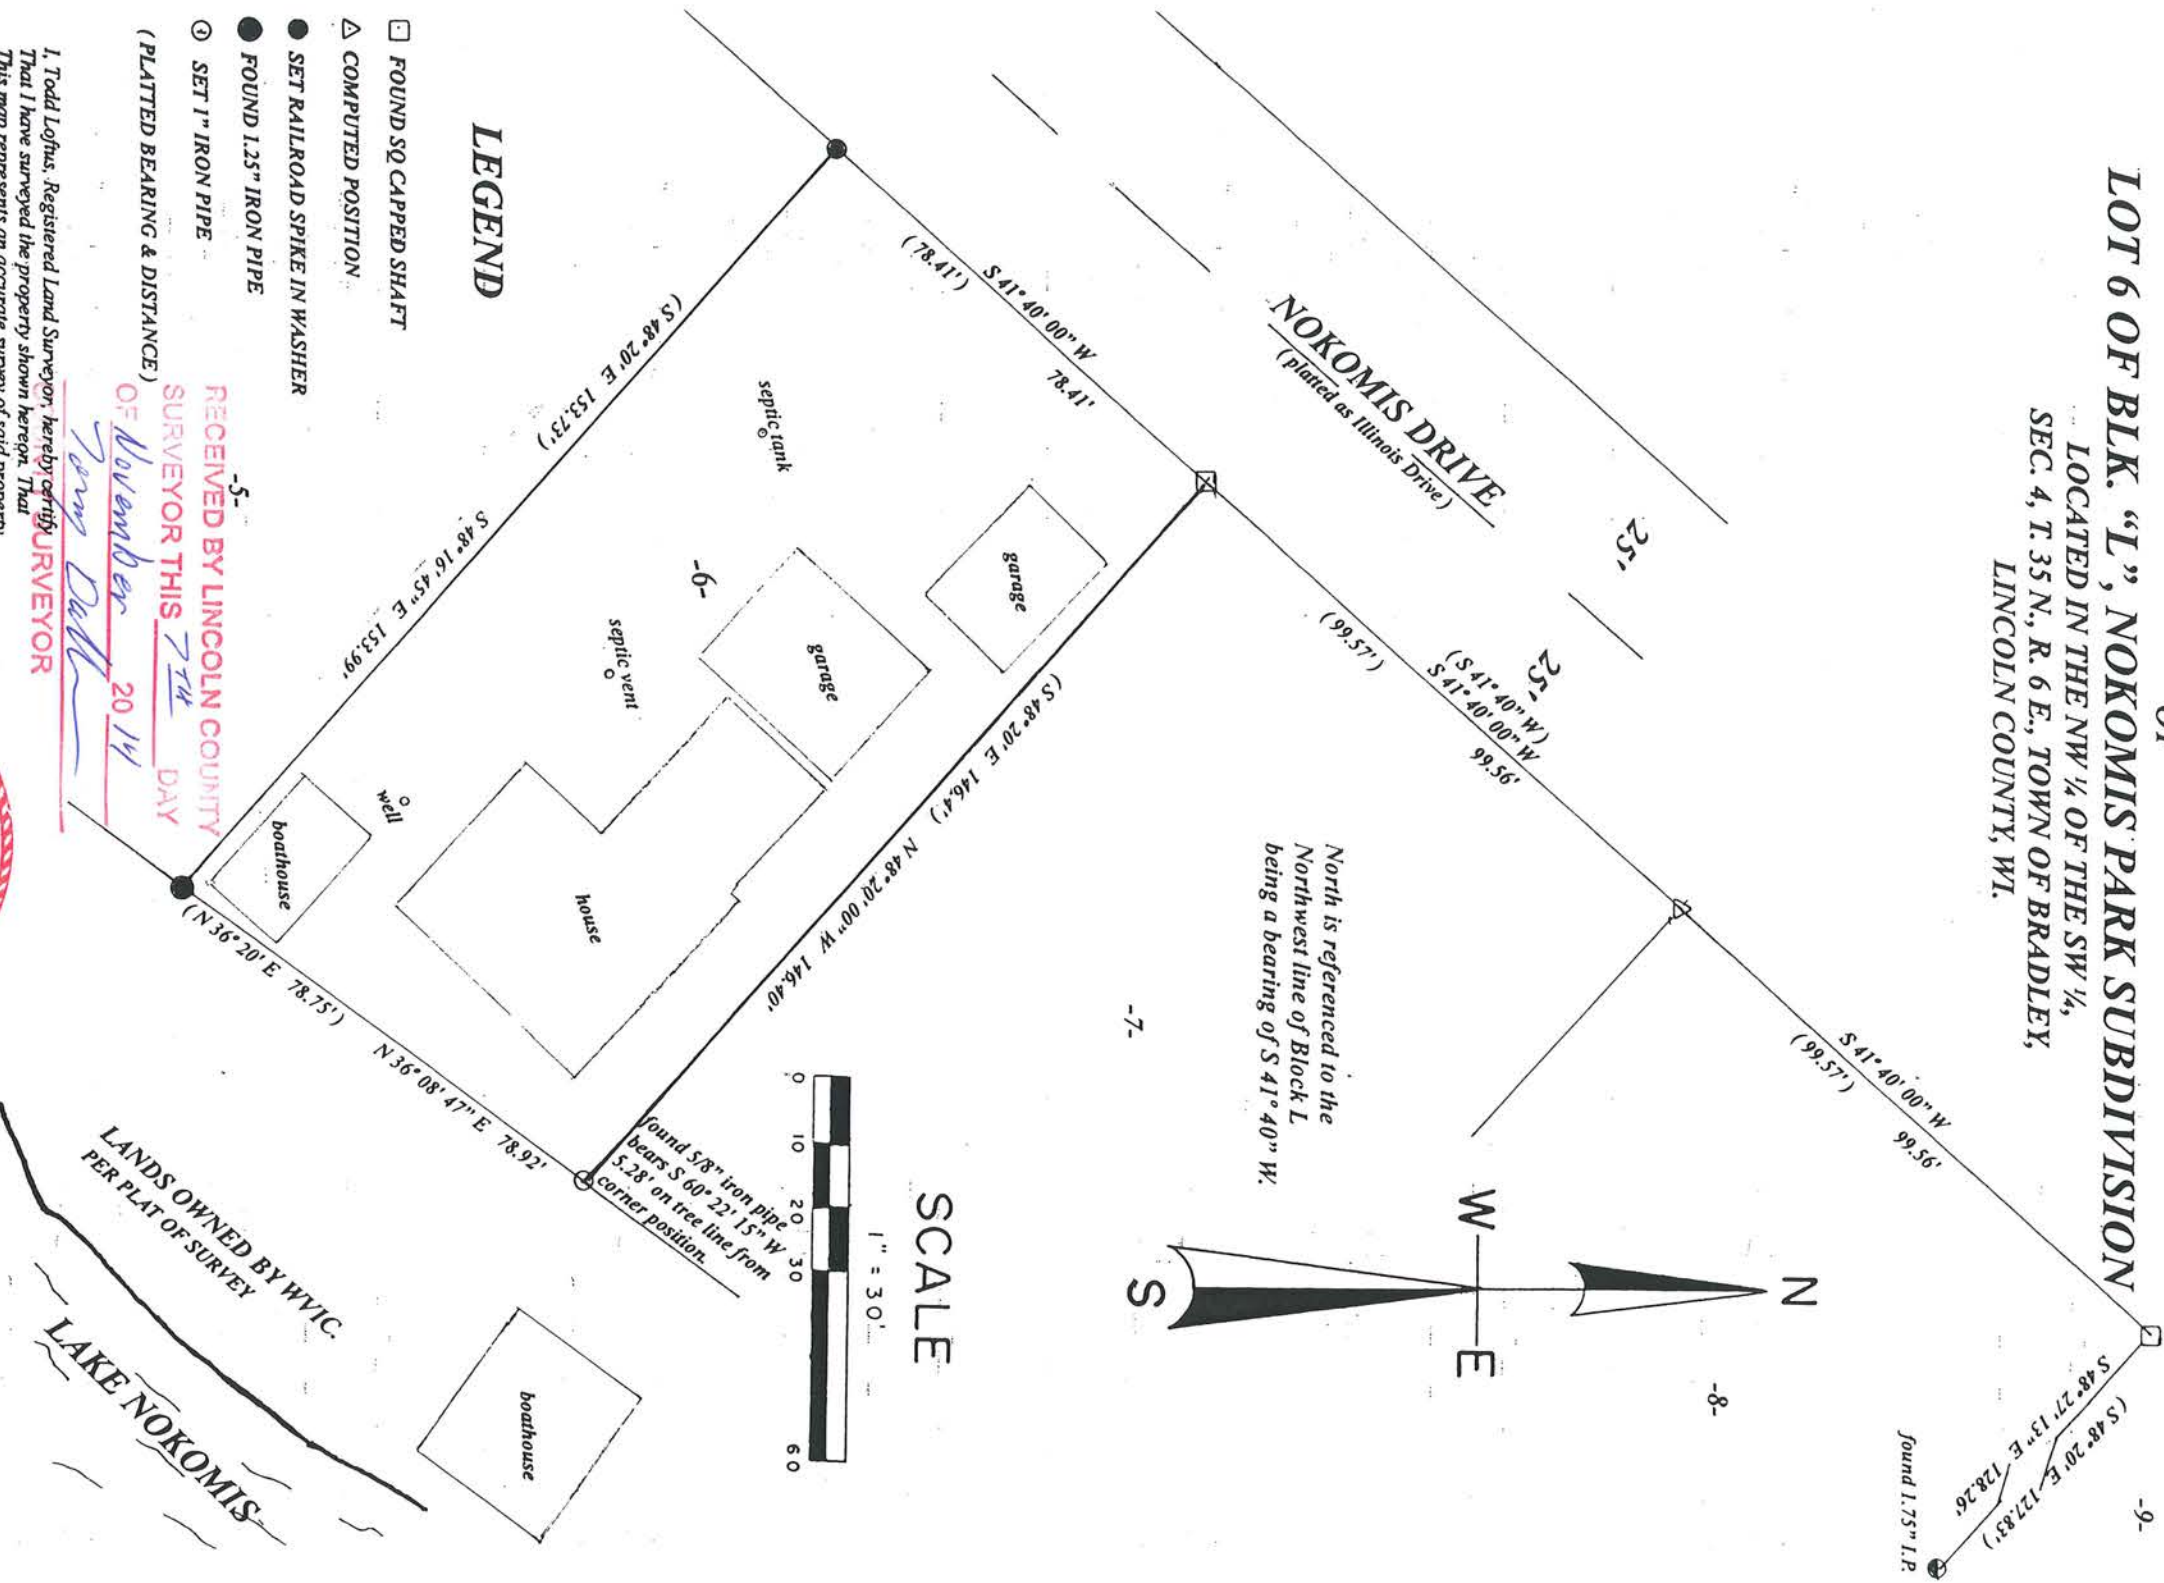 LOT 6 OF BLK. “L”, NOKOMIS PARK SUBDIVISION
LOCATED IN THE NW ¼ OF THE SW ¼,
SEC. 4, T. 35 N., R. 6 E., TOWN OF BRADLEY,
LINCOLN COUNTY, WI.
S 41° 40' 00" W
99.56'
(99.57')
-9-
(S 48° 20' E 127.83')
S 48° 27' 13" E 128.26'
found 1.75" I.P.
-8-
25'
25'
(S 41° 40" W)
S 41° 40' 00" W
99.56'
(99.57')
NOKOMIS DRIVE
(platted as Illinois Drive)
N
W
E
S
North is referenced to the
Northwest line of Block L
being a bearing of S 41° 40" W.
-7-
S 41° 40' 00" W
78.41'
(78.41')
garage
(S 48° 20' E 146.4')
N 48° 20' 00" W 146.40'
SCALE
1" = 30'
0 10 20 30 60
septic tank
garage
-6-
septic vent
house
found 5/8" iron pipe
bears S 60° 22' 15" W
5.28' on tree line from
corner position.
(S 48° 20' E 153.73')
S 48° 16' 45" E 153.99'
well
boathouse
(N 36° 20' E 78.75')
N 36° 08' 47" E 78.92'
boathouse
LEGEND
FOUND SQ CAPPED SHAFT
COMPUTED POSITION
SET RAILROAD SPIKE IN WASHER
FOUND 1.25" IRON PIPE
SET 1" IRON PIPE
(PLATTED BEARING & DISTANCE)
-5-
RECEIVED BY LINCOLN COUNTY
SURVEYOR THIS 7TH DAY
OF November 2014
COUNTY SURVEYOR
LANDS OWNED BY WVIC.
PER PLAT OF SURVEY
LAKE NOKOMIS
I, Todd Loftus, Registered Land Surveyor, hereby certify
That I have surveyed the property shown hereon. That
This map represents an accurate survey of said property